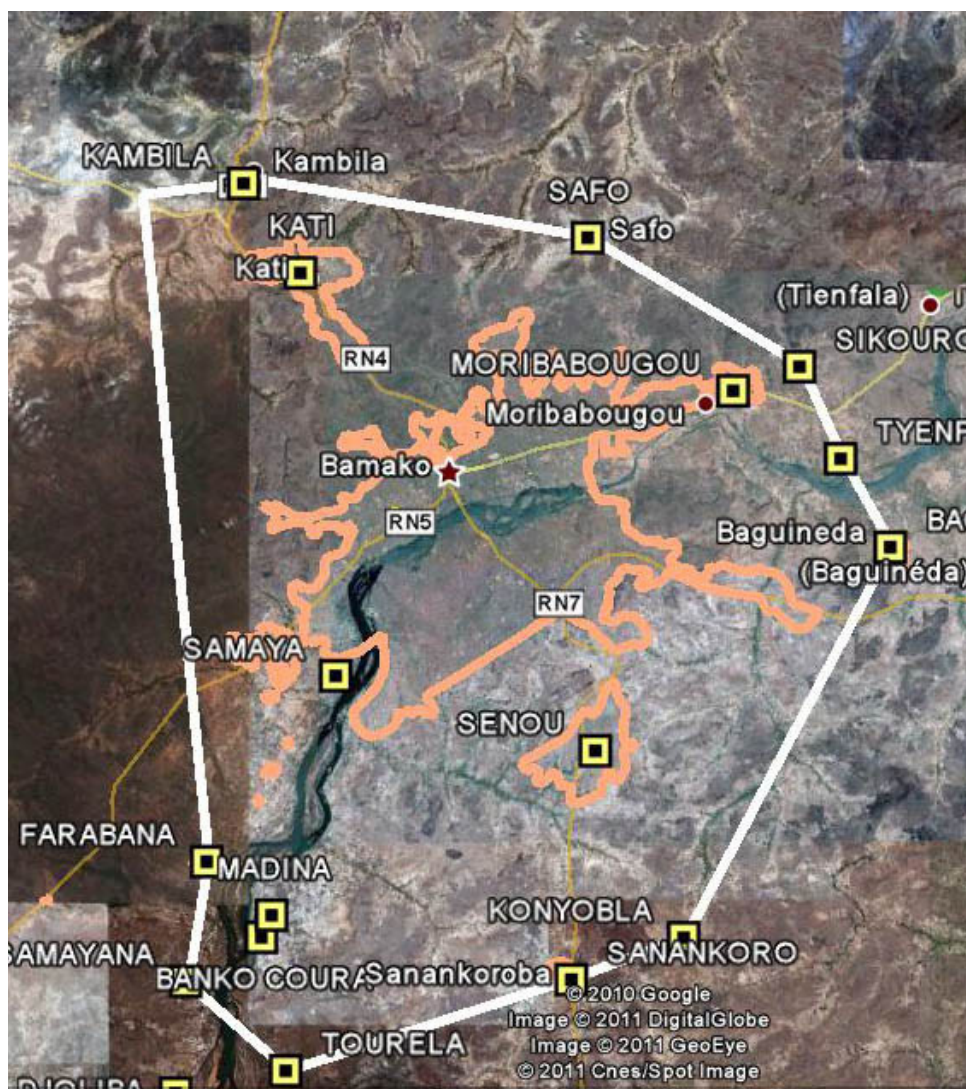 KAMBILA
Kambila
SAFO
Safo
KATI
Kati
(Tienfala)
SIKOURO
RN4
MORIBABOUGOU
Moribabougou
TYENF
Bamako
RN5
Baguineda
(Baguinéda)
RN7
SAMAYA
SENOU
FARABANA
MADINA
KONYOBLA
SAMAYANA
BANKO COURA
Sanankoroba
SANANKORO
© 2010 Google
Image © 2011 DigitalGlobe
Image © 2011 GeoEye
© 2011 Cnes/Spot Image
TOURELA